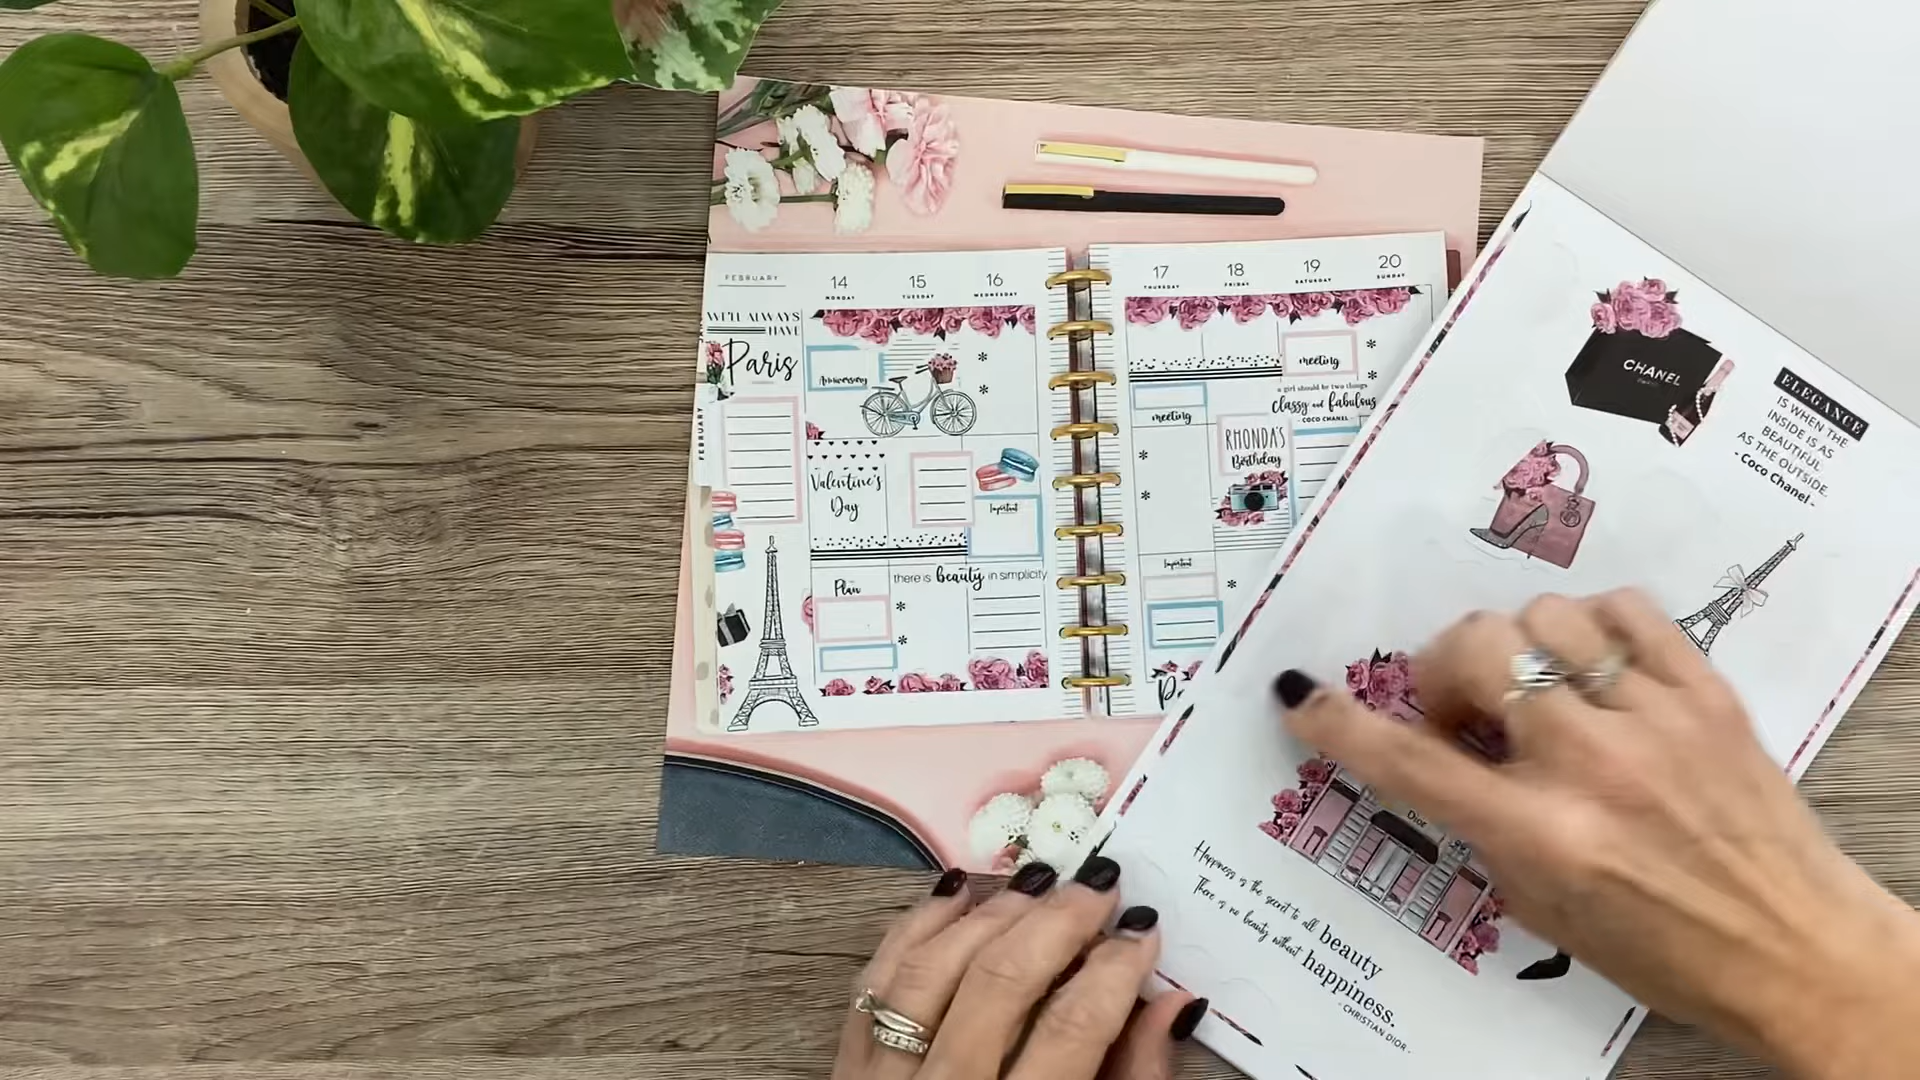 FEBRUARY
14
MONDAY
15
TUESDAY
16
WEDNESDAY
17
THURSDAY
18
FRIDAY
19
SATURDAY
20
SUNDAY
WE'LL ALWAYS
HAVE
Paris
FEBRUARY
Anniversary
Valentine's
Day
Important
Plan
there is beauty in simplicity
meeting
meeting
a girl should be two things
classy and fabulous
- COCO CHANEL -
RHONDA'S
Birthday
Important
CHANEL
ELEGANCE
IS WHEN THE
INSIDE IS AS
BEAUTIFUL
AS THE OUTSIDE.
- Coco Chanel -
Dior
Happiness is the secret to all beauty
There is no beauty without happiness.
- CHRISTIAN DIOR -